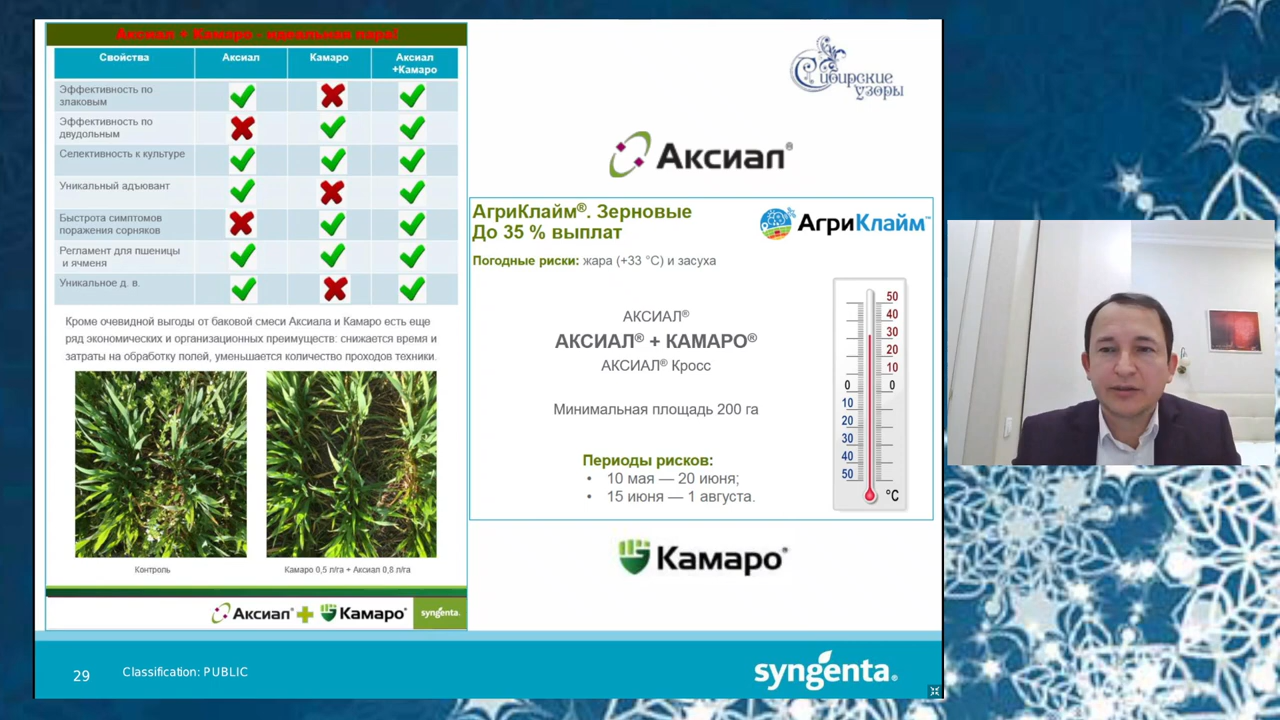 Аксиал + Камаро - идеальная пара!
Свойства Аксиал Камаро Аксиал
+Камаро
Эффективность по
злаковым
Эффективность по
двудольным
Селективность к культуре
Уникальный адъювант
Быстрота симптомов
поражения сорняков
Регламент для пшеницы
и ячменя
Уникальное д. в.
Кроме очевидной выгоды от баковой смеси Аксиала и Камаро есть еще
ряд экономических и организационных преимуществ: снижается время и
затраты на обработку полей, уменьшается количество проходов техники.
Контроль
Камаро 0,5 л/га + Аксиал 0,8 л/га
Аксиал® Камаро® syngenta.
Сибирские
узоры
Аксиал®
АгриКлайм®. Зерновые
До 35 % выплат
АгриКлайм™
Погодные риски: жара (+33 °C) и засуха
АКСИАЛ®
АКСИАЛ® + КАМАРО®
АКСИАЛ® Кросс
Минимальная площадь 200 га
Периоды рисков:
• 10 мая — 20 июня;
• 15 июня — 1 августа.
50
40
30
20
10
0 0
10
20
30
40
50
°C
Камаро®
29
Classification: PUBLIC
syngenta®